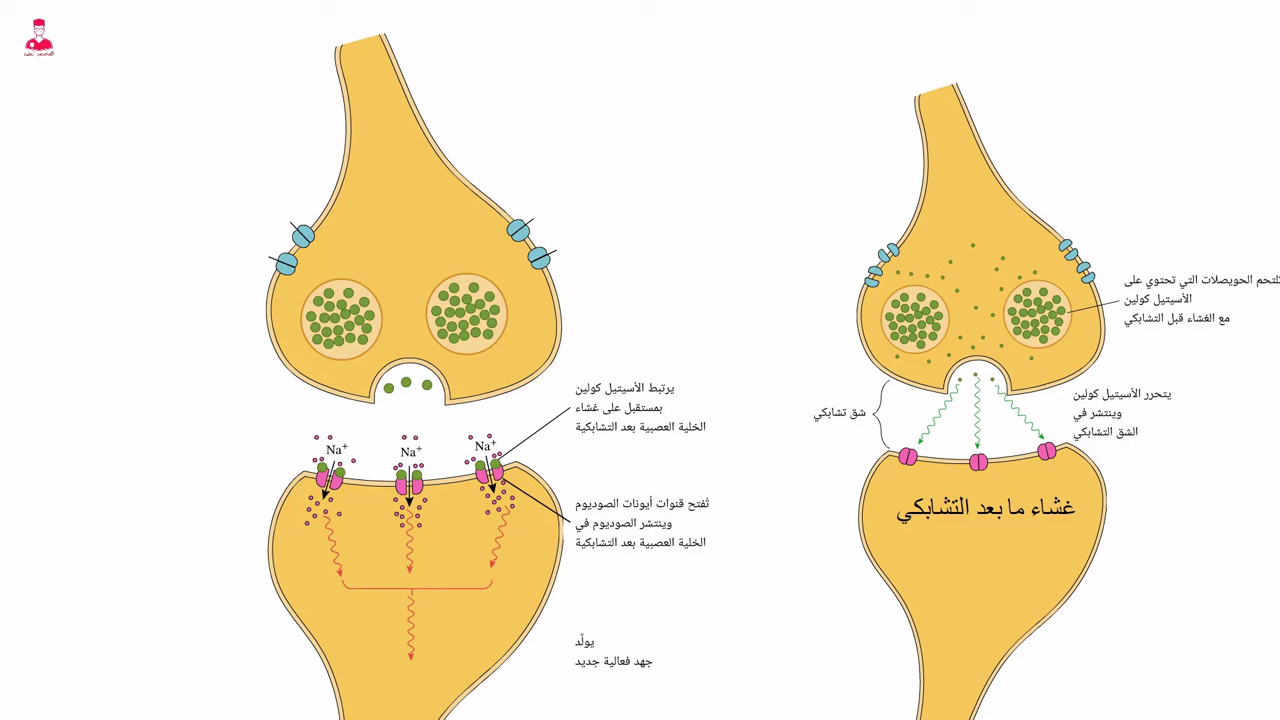 تلتحم الحويصلات التي تحتوي على
الأسيتيل كولين
مع الغشاء قبل التشابكي
شق تشابكي
يتحرر الأسيتيل كولين
وينتشر في
الشق التشابكي
غشاء ما بعد التشابكي
يرتبط الأسيتيل كولين
بمستقبل على غشاء
الخلية العصبية بعد التشابكية
Na⁺
Na⁺
Na⁺
تُفتح قنوات أيونات الصوديوم
وينتشر الصوديوم في
الخلية العصبية بعد التشابكية
يولَّد
جهد فعالية جديد